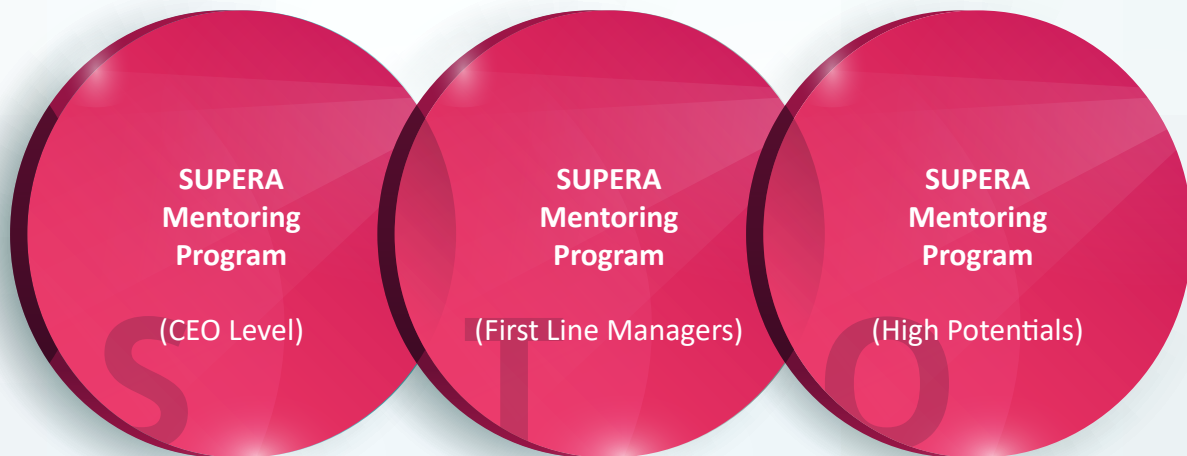 SUPERA
Mentoring
Program
(CEO Level)
S
SUPERA
Mentoring
Program
(First Line Managers)
T
SUPERA
Mentoring
Program
(High Potentials)
O